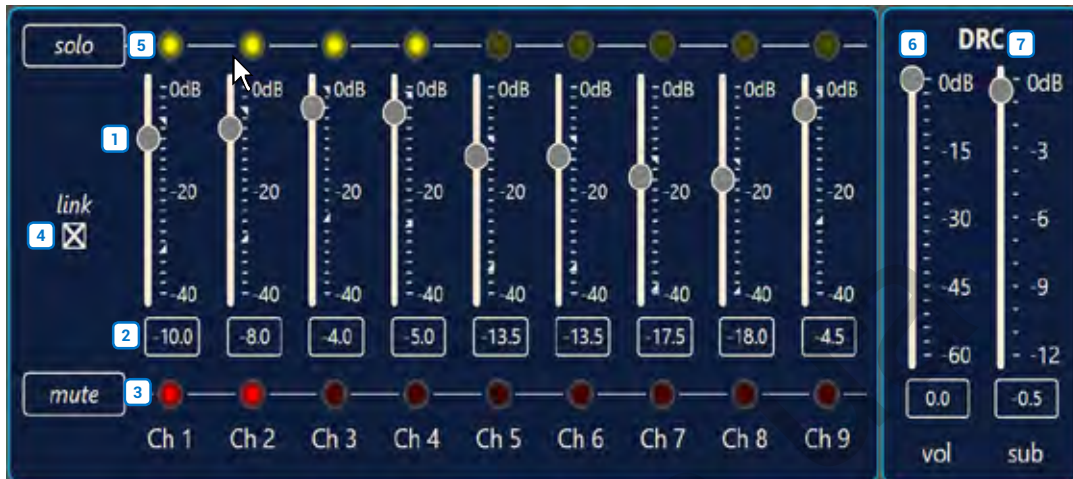 solo 5 6 DRC 7
0dB 0dB 0dB 0dB 0dB 0dB 0dB 0dB 0dB 0dB 0dB
1
-15 -3
-20 -20 -20 -20 -20 -20 -20 -20 -20
link
-30 -6
4
-40 -40 -40 -40 -40 -40 -40 -40 -40 -45 -9
2 -10.0 -8.0 -4.0 -5.0 -13.5 -13.5 -17.5 -18.0 -4.5
-60 -12
mute 3 0.0 -0.5
Ch 1 Ch 2 Ch 3 Ch 4 Ch 5 Ch 6 Ch 7 Ch 8 Ch 9
vol sub